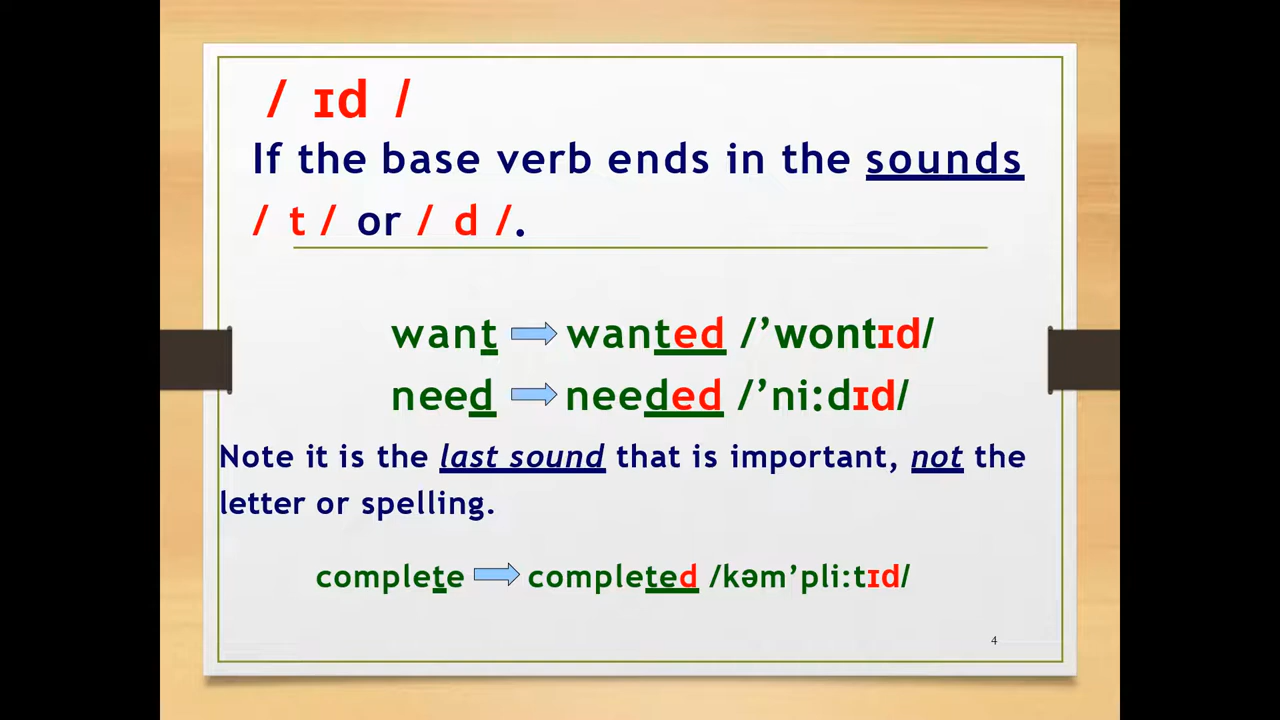 / ɪd /
If the base verb ends in the sounds
/ t / or / d /.
want wanted /’wontɪd/
need needed /’ni:dɪd/
Note it is the last sound that is important, not the
letter or spelling.
complete completed /kəm’pli:tɪd/
4